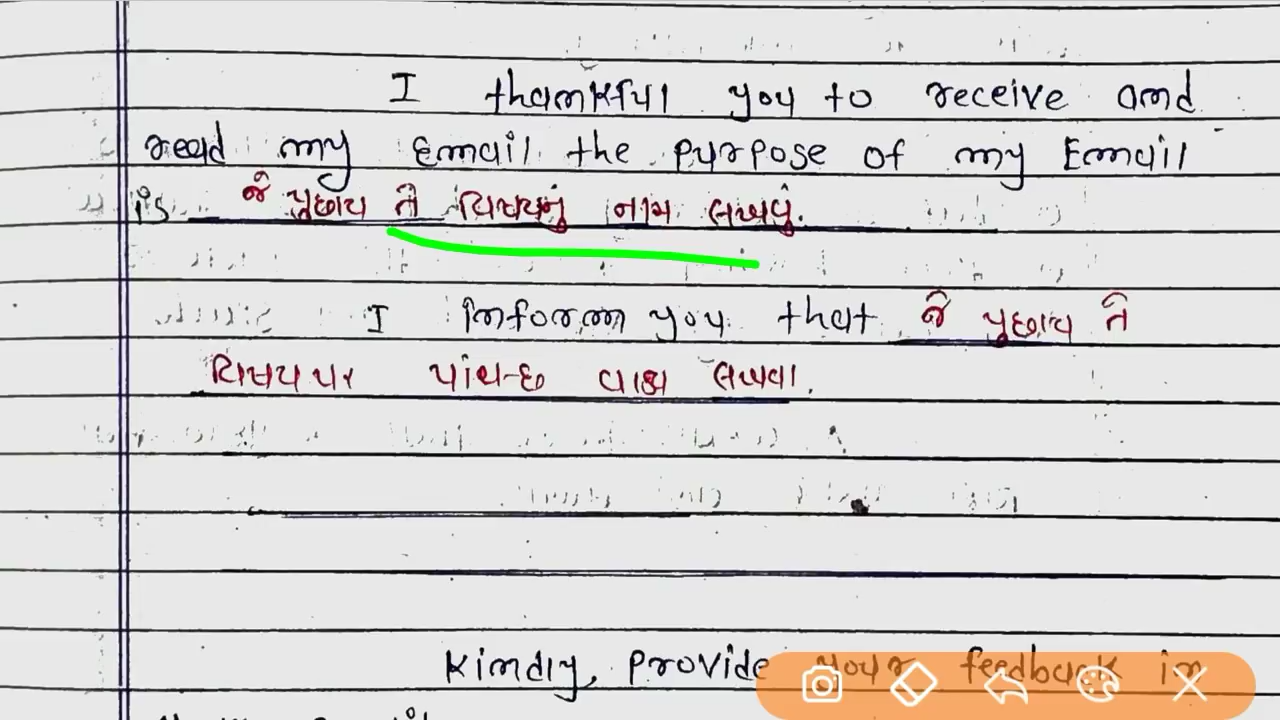 I thankful you to receive and
read my Email the purpose of my Email
is જે પુછાય તે વિષયનું નામ લખવું.
I inform you that જે પુછાય તે
વિષય પર પાંચ-છ વાક્ય લખવા.
Kindly, provide your feedback in